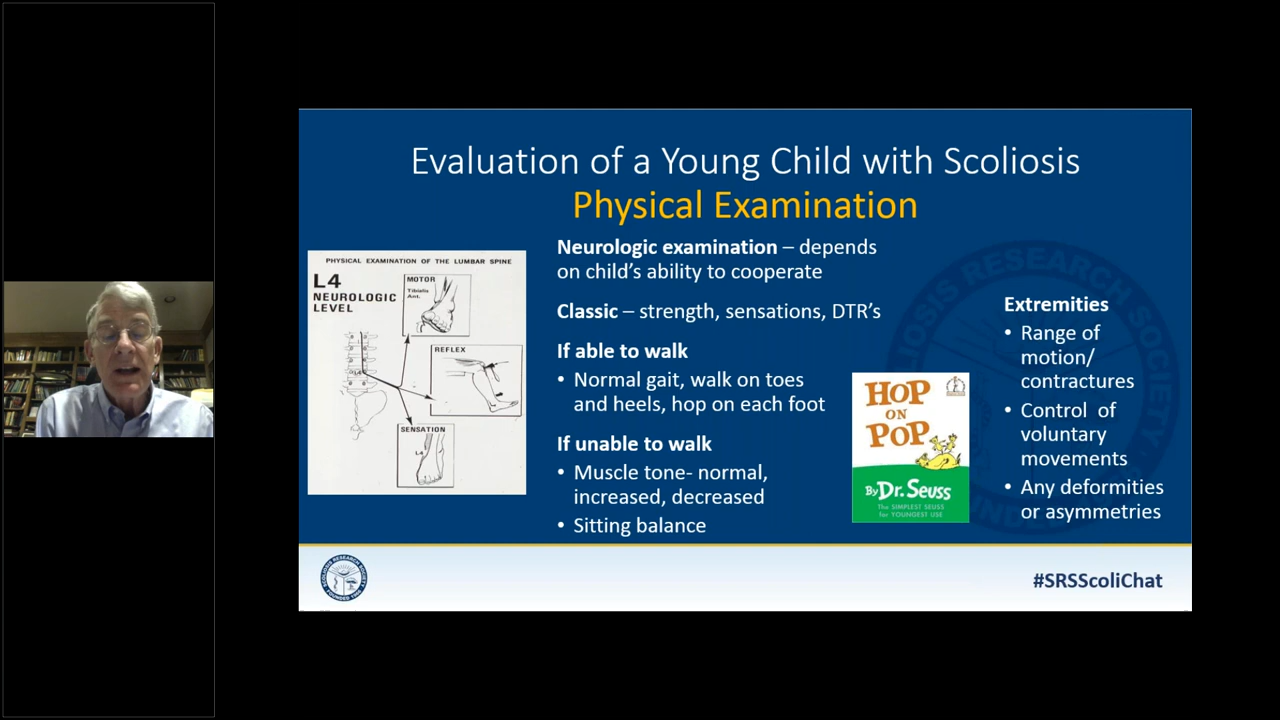 Evaluation of a Young Child with Scoliosis
Physical Examination
PHYSICAL EXAMINATION OF THE LUMBAR SPINE
L4
NEUROLOGIC
LEVEL
MOTOR
Tibialis
Ant.
REFLEX
SENSATION
L4
Neurologic examination – depends
on child's ability to cooperate
Classic – strength, sensations, DTR's
If able to walk
• Normal gait, walk on toes
and heels, hop on each foot
If unable to walk
• Muscle tone- normal,
increased, decreased
• Sitting balance
HOP
ON
POP
By Dr. Seuss
The SIMPLEST SEUSS
for YOUNGEST USE
Extremities
• Range of
motion/
contractures
• Control of
voluntary
movements
• Any deformities
or asymmetries
SCOLIOSIS RESEARCH SOCIETY
#SRSScoliChat